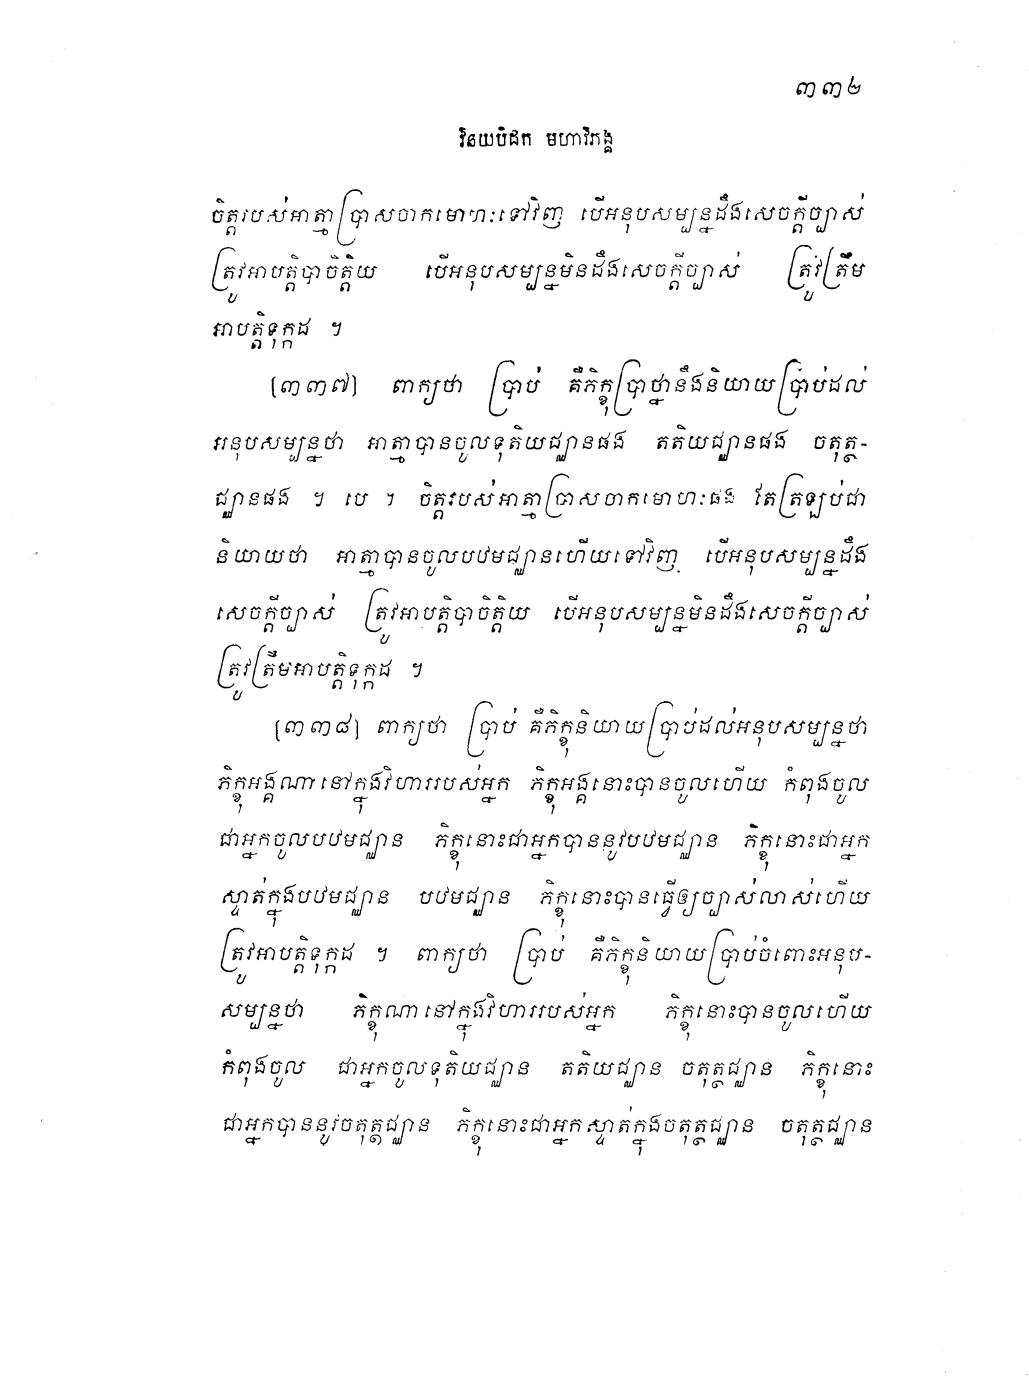 ៣៣២
វិនយបិដក មហាវិភង្គ
ចិត្តរបស់អាត្មាប្រាសចាកមោហៈទៅវិញ បើអនុបសម្បន្នដឹងសេចក្តីច្បាស់
ត្រូវអាបត្តិបាចិត្តិយ បើអនុបសម្បន្នមិនដឹងសេចក្តីច្បាស់ ត្រូវត្រឹម
អាបត្តិទុក្កដ ។
[៣៣៧] ពាក្យថា ប្រាប់ គឺភិក្ខុប្រាថ្នានឹងនិយាយប្រាប់ដល់
អនុបសម្បន្នថា អាត្មាបានចូលទុតិយជ្ឈានផង តតិយជ្ឈានផង ចតុត្ថ-
ជ្ឈានផង ។ បេ ។ ចិត្តរបស់អាត្មាប្រាសចាកមោហៈផង តែត្រឡប់ជា
និយាយថា អាត្មាបានចូលបឋមជ្ឈានហើយទៅវិញ បើអនុបសម្បន្នដឹង
សេចក្តីច្បាស់ ត្រូវអាបត្តិបាចិត្តិយ បើអនុបសម្បន្នមិនដឹងសេចក្តីច្បាស់
ត្រូវត្រឹមអាបត្តិទុក្កដ ។
[៣៣៨] ពាក្យថា ប្រាប់ គឺភិក្ខុនិយាយប្រាប់ដល់អនុបសម្បន្នថា
ភិក្ខុអង្គណានៅក្នុងវិហាររបស់អ្នក ភិក្ខុអង្គនោះបានចូលហើយ កំពុងចូល
ជាអ្នកចូលបឋមជ្ឈាន ភិក្ខុនោះជាអ្នកបាននូវបឋមជ្ឈាន ភិក្ខុនោះជាអ្នក
ស្ទាត់ក្នុងបឋមជ្ឈាន បឋមជ្ឈាន ភិក្ខុនោះបានធ្វើឲ្យច្បាស់លាស់ហើយ
ត្រូវអាបត្តិទុក្កដ ។ ពាក្យថា ប្រាប់ គឺភិក្ខុនិយាយប្រាប់ចំពោះអនុប-
សម្បន្នថា ភិក្ខុណានៅក្នុងវិហាររបស់អ្នក ភិក្ខុនោះបានចូលហើយ
កំពុងចូល ជាអ្នកចូលទុតិយជ្ឈាន តតិយជ្ឈាន ចតុត្ថជ្ឈាន ភិក្ខុនោះ
ជាអ្នកបាននូវចតុត្ថជ្ឈាន ភិក្ខុនោះជាអ្នកស្ទាត់ក្នុងចតុត្ថជ្ឈាន ចតុត្ថជ្ឈាន